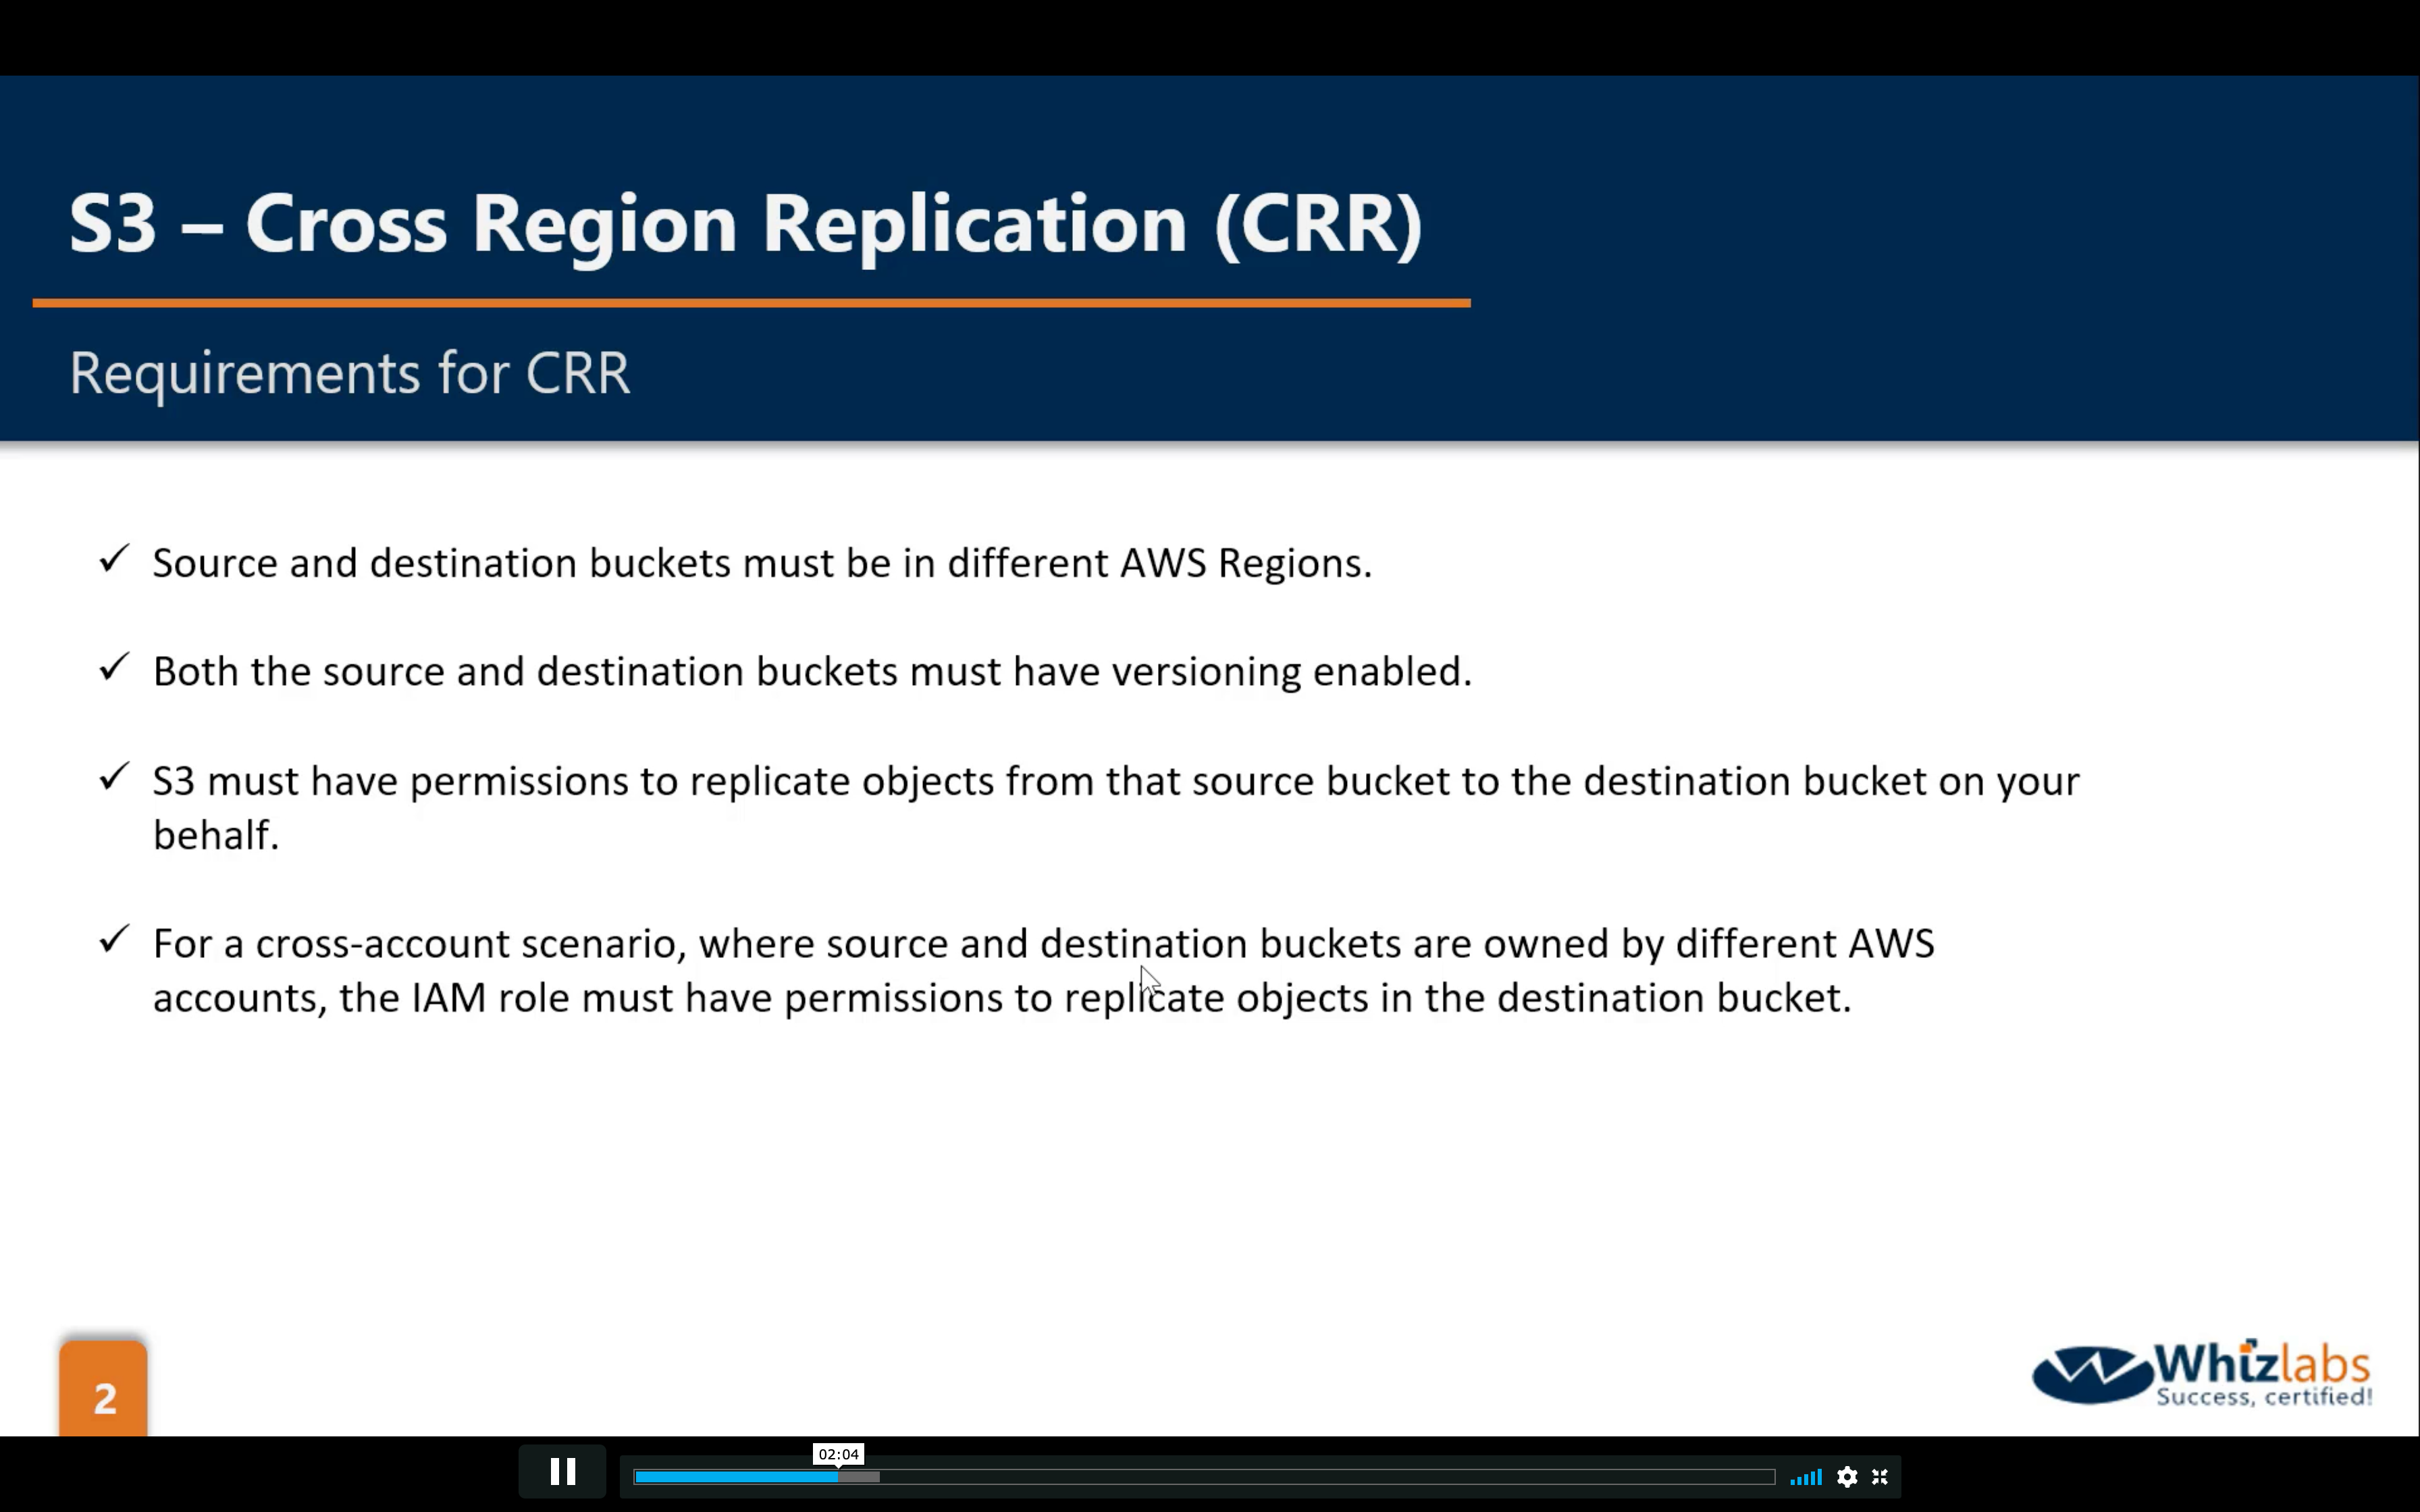 S3 – Cross Region Replication (CRR)
Requirements for CRR
✓ Source and destination buckets must be in different AWS Regions.
✓ Both the source and destination buckets must have versioning enabled.
✓ S3 must have permissions to replicate objects from that source bucket to the destination bucket on your
behalf.
✓ For a cross-account scenario, where source and destination buckets are owned by different AWS
accounts, the IAM role must have permissions to replicate objects in the destination bucket.
2
Whizlabs
Success, certified!
02:04